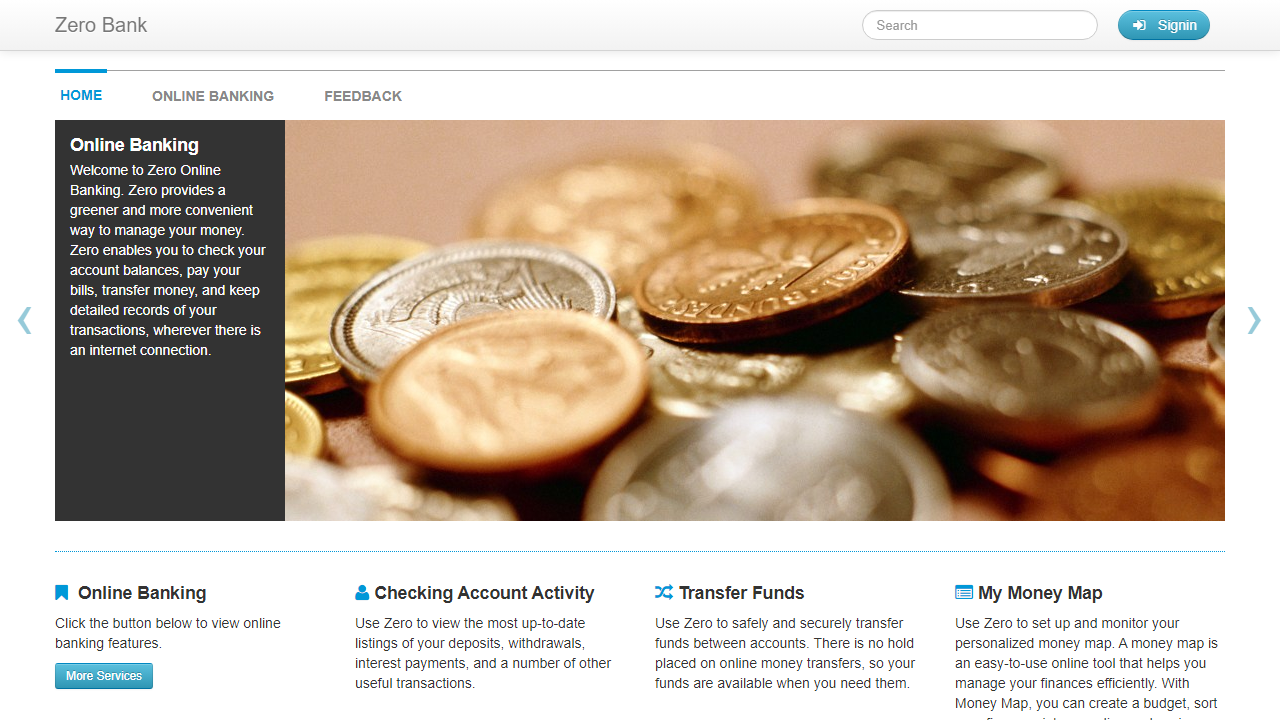 Zero Bank
Search
Signin
HOME
ONLINE BANKING
FEEDBACK
Online Banking
Welcome to Zero Online
Banking. Zero provides a
greener and more convenient
way to manage your money.
Zero enables you to check your
account balances, pay your
bills, transfer money, and keep
detailed records of your
transactions, wherever there is
an internet connection.
Online Banking
Click the button below to view online
banking features.
More Services
Checking Account Activity
Use Zero to view the most up-to-date
listings of your deposits, withdrawals,
interest payments, and a number of other
useful transactions.
Transfer Funds
Use Zero to safely and securely transfer
funds between accounts. There is no hold
placed on online money transfers, so your
funds are available when you need them.
My Money Map
Use Zero to set up and monitor your
personalized money map. A money map is
an easy-to-use online tool that helps you
manage your finances efficiently. With
Money Map, you can create a budget, sort